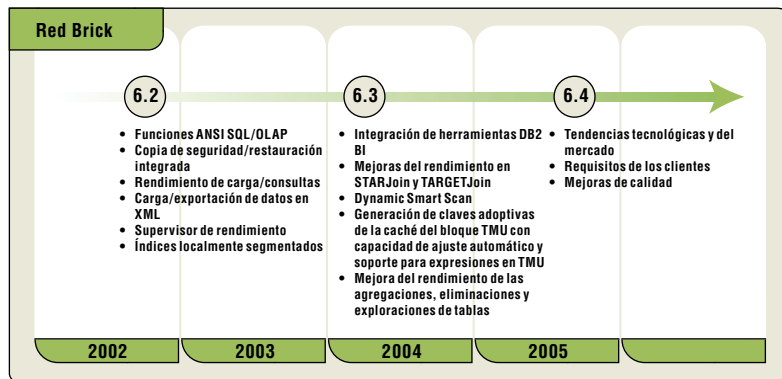 Red Brick
6.2
6.3
6.4
• Funciones ANSI SQL/OLAP
• Copia de seguridad/restauración
integrada
• Rendimiento de carga/consultas
• Carga/exportación de datos en
XML
• Supervisor de rendimiento
• Índices localmente segmentados
• Integración de herramientas DB2
BI
• Mejoras del rendimiento en
STARJoin y TARGETJoin
• Dynamic Smart Scan
• Generación de claves adoptivas
de la caché del bloque TMU con
capacidad de ajuste automático y
soporte para expresiones en TMU
• Mejora del rendimiento de las
agregaciones, eliminaciones y
exploraciones de tablas
• Tendencias tecnológicas y del
mercado
• Requisitos de los clientes
• Mejoras de calidad
2002
2003
2004
2005